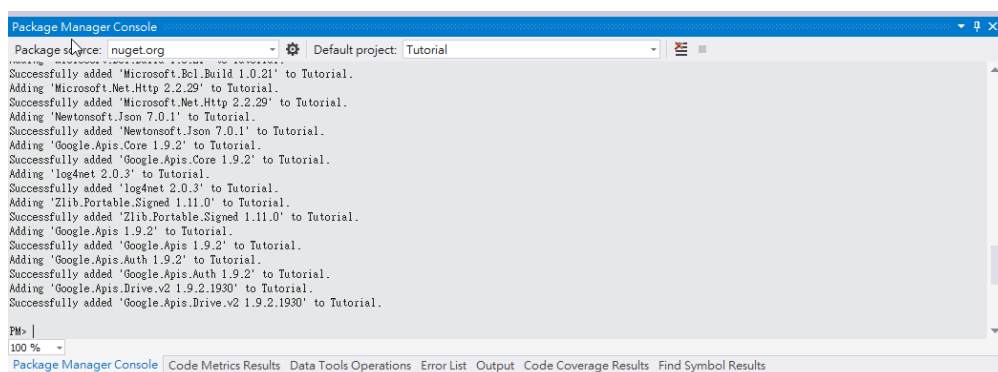 Package Manager Console
Package source: nuget.org Default project: Tutorial
Successfully added 'Microsoft.Bcl.Build 1.0.21' to Tutorial.
Adding 'Microsoft.Net.Http 2.2.29' to Tutorial.
Successfully added 'Microsoft.Net.Http 2.2.29' to Tutorial.
Adding 'Newtonsoft.Json 7.0.1' to Tutorial.
Successfully added 'Newtonsoft.Json 7.0.1' to Tutorial.
Adding 'Google.Apis.Core 1.9.2' to Tutorial.
Successfully added 'Google.Apis.Core 1.9.2' to Tutorial.
Adding 'log4net 2.0.3' to Tutorial.
Successfully added 'log4net 2.0.3' to Tutorial.
Adding 'Zlib.Portable.Signed 1.11.0' to Tutorial.
Successfully added 'Zlib.Portable.Signed 1.11.0' to Tutorial.
Adding 'Google.Apis 1.9.2' to Tutorial.
Successfully added 'Google.Apis 1.9.2' to Tutorial.
Adding 'Google.Apis.Auth 1.9.2' to Tutorial.
Successfully added 'Google.Apis.Auth 1.9.2' to Tutorial.
Adding 'Google.Apis.Drive.v2 1.9.2.1930' to Tutorial.
Successfully added 'Google.Apis.Drive.v2 1.9.2.1930' to Tutorial.
PM>
100 %
Package Manager Console Code Metrics Results Data Tools Operations Error List Output Code Coverage Results Find Symbol Results